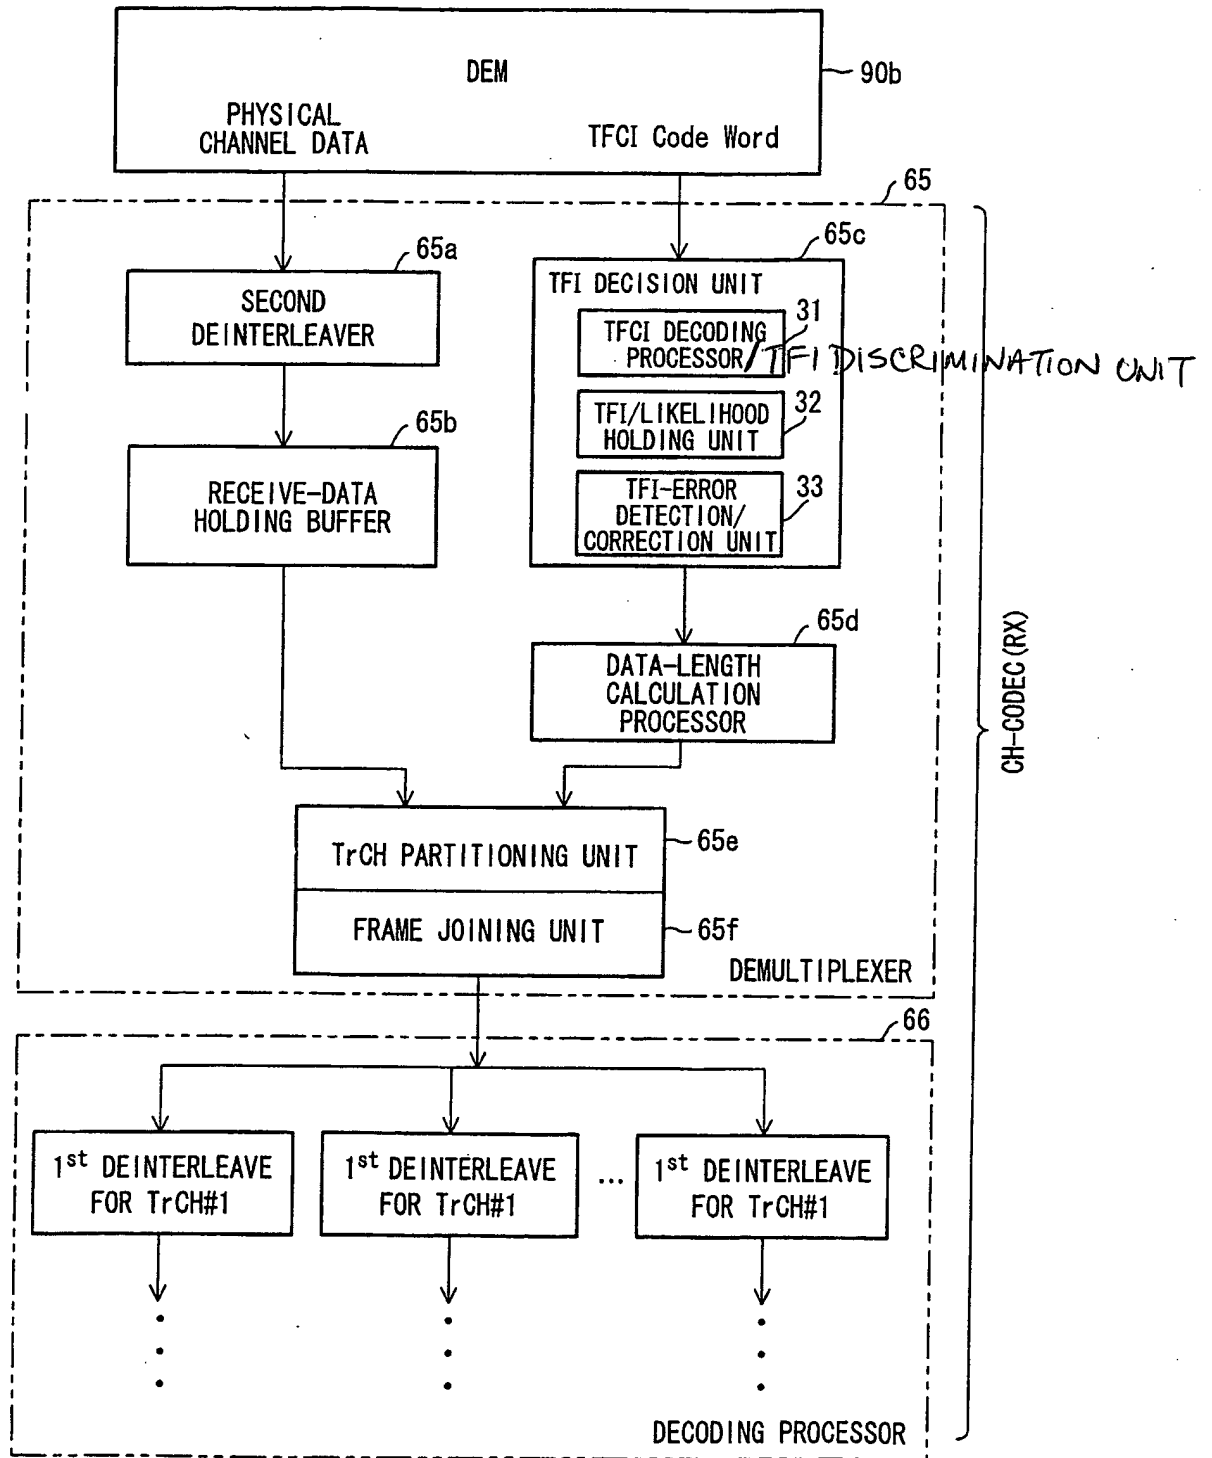 DEM
90b
PHYSICAL
CHANNEL DATA
TFCI Code Word
65
65a
SECOND
DEINTERLEAVER
65c
TFI DECISION UNIT
31
TFCI DECODING
PROCESSOR/TFI DISCRIMINATION UNIT
32
TFI/LIKELIHOOD
HOLDING UNIT
33
TFI-ERROR
DETECTION/
CORRECTION UNIT
65b
RECEIVE-DATA
HOLDING BUFFER
65d
DATA-LENGTH
CALCULATION
PROCESSOR
CH-CODEC(RX)
TrCH PARTITIONING UNIT
65e
FRAME JOINING UNIT
65f
DEMULTIPLEXER
66
1st DEINTERLEAVE
FOR TrCH#1
1st DEINTERLEAVE
FOR TrCH#1
...
1st DEINTERLEAVE
FOR TrCH#1
DECODING PROCESSOR